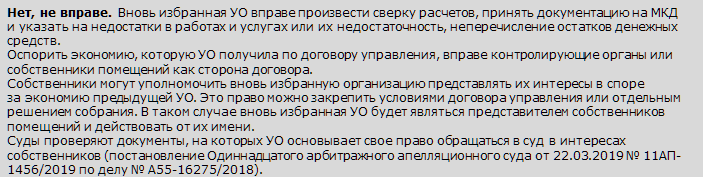 Нет, не вправе. Вновь избранная УО вправе произвести сверку расчетов, принять документацию на МКД
и указать на недостатки в работах и услугах или их недостаточность, неперечисление остатков денежных
средств.
Оспорить экономию, которую УО получила по договору управления, вправе контролирующие органы или
собственники помещений как сторона договора.
Собственники могут уполномочить вновь избранную организацию представлять их интересы в споре
за экономию предыдущей УО. Это право можно закрепить условиями договора управления или отдельным
решением собрания. В таком случае вновь избранная УО будет являться представителем собственников
помещений и действовать от их имени.
Суды проверяют документы, на которых УО основывает свое право обращаться в суд в интересах
собственников (постановление Одиннадцатого арбитражного апелляционного суда от 22.03.2019 № 11АП-
1456/2019 по делу № А55-16275/2018).